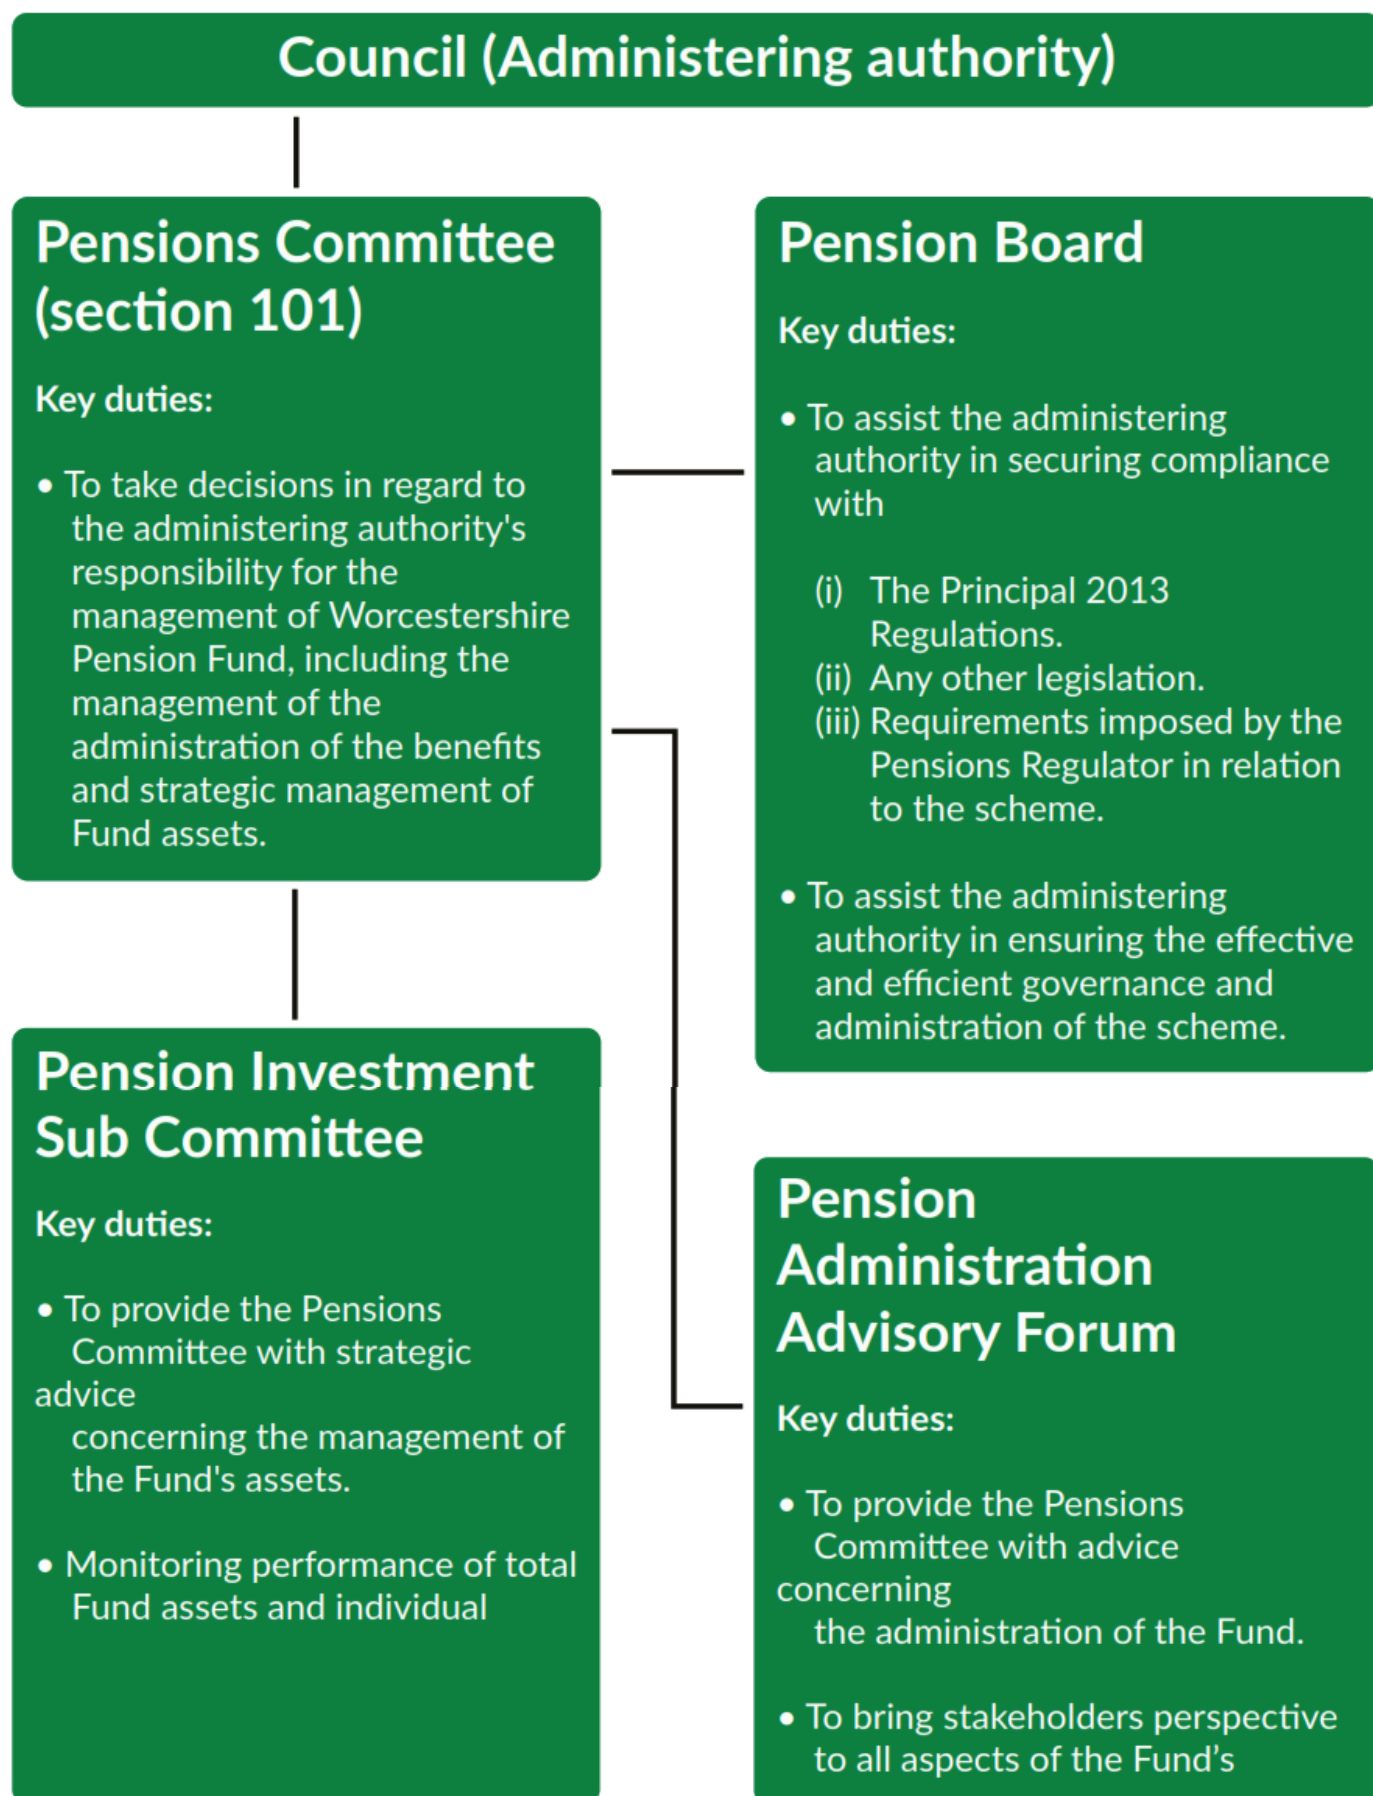 Council (Administering authority)
Pensions Committee
(section 101)
Key duties:
• To take decisions in regard to
the administering authority's
responsibility for the
management of Worcestershire
Pension Fund, including the
management of the
administration of the benefits
and strategic management of
Fund assets.
Pension Board
Key duties:
• To assist the administering
authority in securing compliance
with
(i) The Principal 2013
Regulations.
(ii) Any other legislation.
(iii) Requirements imposed by the
Pensions Regulator in relation
to the scheme.
• To assist the administering
authority in ensuring the effective
and efficient governance and
administration of the scheme.
Pension Investment
Sub Committee
Key duties:
• To provide the Pensions
Committee with strategic
advice
concerning the management of
the Fund's assets.
• Monitoring performance of total
Fund assets and individual
Pension
Administration
Advisory Forum
Key duties:
• To provide the Pensions
Committee with advice
concerning
the administration of the Fund.
• To bring stakeholders perspective
to all aspects of the Fund’s